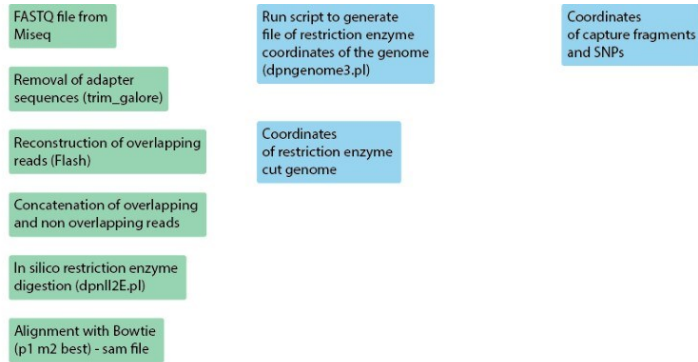 FASTQ file from
Miseq
Removal of adapter
sequences (trim_galore)
Reconstruction of overlapping
reads (Flash)
Concatenation of overlapping
and non overlapping reads
In silico restriction enzyme
digestion (dpnII2E.pl)
Alignment with Bowtie
(p1 m2 best) - sam file
Run script to generate
file of restriction enzyme
coordinates of the genome
(dpngenome3.pl)
Coordinates
of restriction enzyme
cut genome
Coordinates
of capture fragments
and SNPs